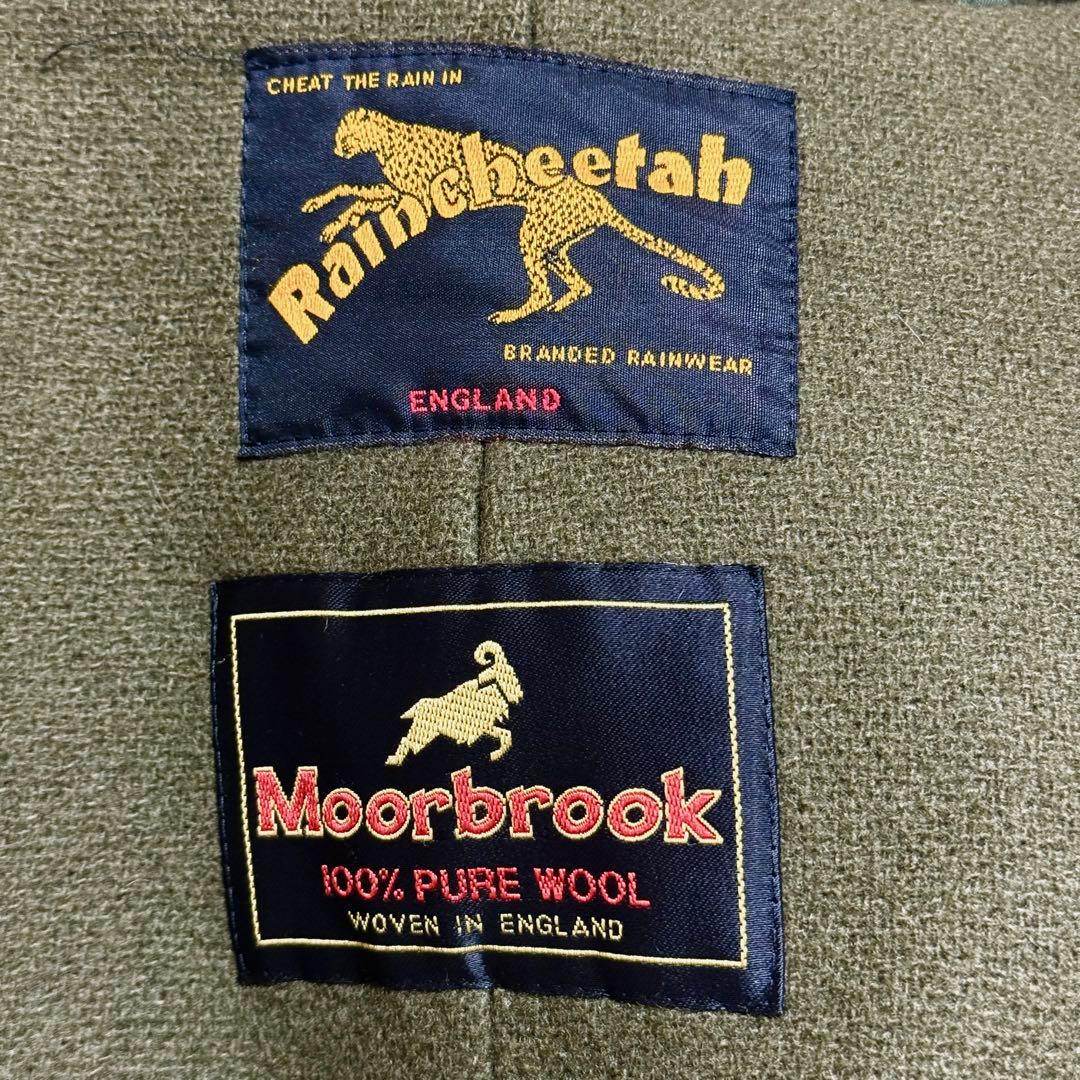 CHEAT THE RAIN IN
Raincheetah
BRANDED RAINWEAR
ENGLAND
Moorbrook
100% PURE WOOL
WOVEN IN ENGLAND